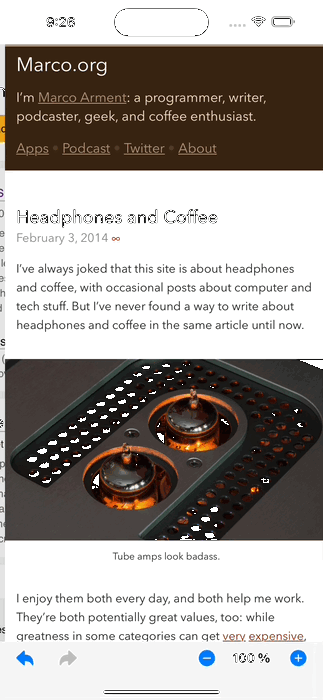 9:26
Marco.org
I’m Marco Arment: a programmer, writer,
podcaster, geek, and coffee enthusiast.
Apps • Podcast • Twitter • About
Headphones and Coffee
February 3, 2014 ∞
I’ve always joked that this site is about headphones
and coffee, with occasional posts about computer and
tech stuff. But I’ve never found a way to write about
headphones and coffee in the same article until now.
Tube amps look badass.
I enjoy them both every day, and both help me work.
They’re both potentially great values, too: while
greatness in some categories can get very expensive,
100 %